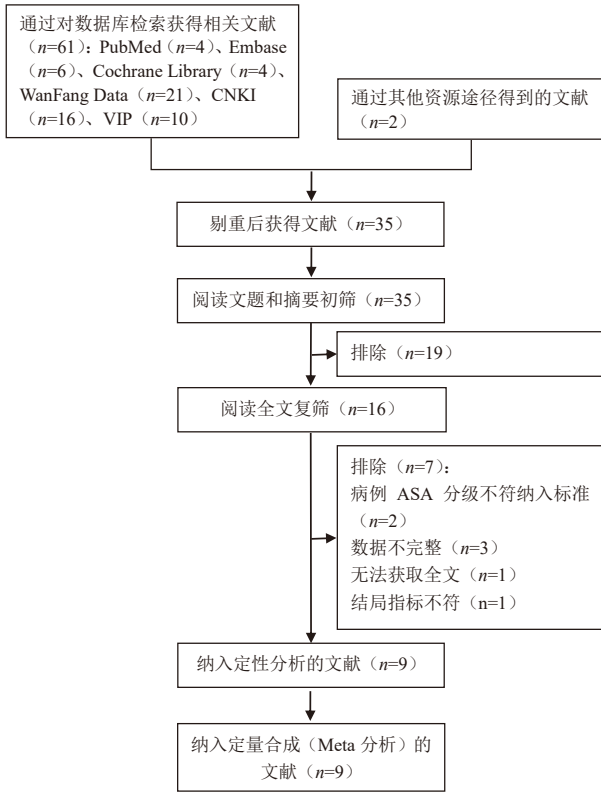 通过对数据库检索获得相关文献
（n=61）：PubMed（n=4）、Embase
（n=6）、Cochrane Library（n=4）、
WanFang Data（n=21）、CNKI
（n=16）、VIP（n=10）
通过其他资源途径得到的文献
（n=2）
剔重后获得文献（n=35）
阅读文题和摘要初筛（n=35）
排除（n=19）
阅读全文复筛（n=16）
排除（n=7）：
病例 ASA 分级不符纳入标准
（n=2）
数据不完整（n=3）
无法获取全文（n=1）
结局指标不符（n=1）
纳入定性分析的文献（n=9）
纳入定量合成（Meta 分析）的
文献（n=9）